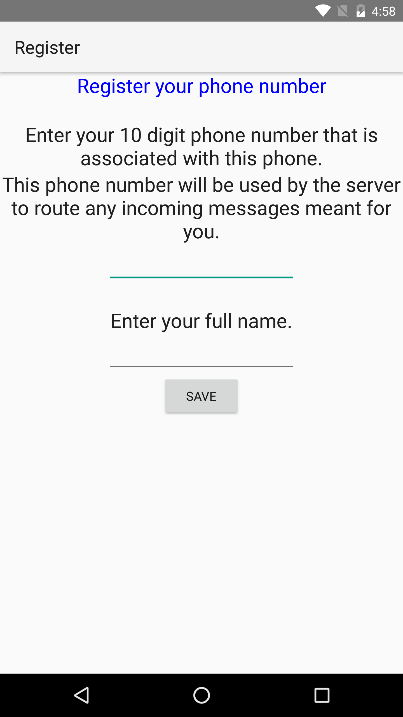 4:58
Register
Register your phone number
Enter your 10 digit phone number that is
associated with this phone.
This phone number will be used by the server
to route any incoming messages meant for
you.
Enter your full name.
SAVE